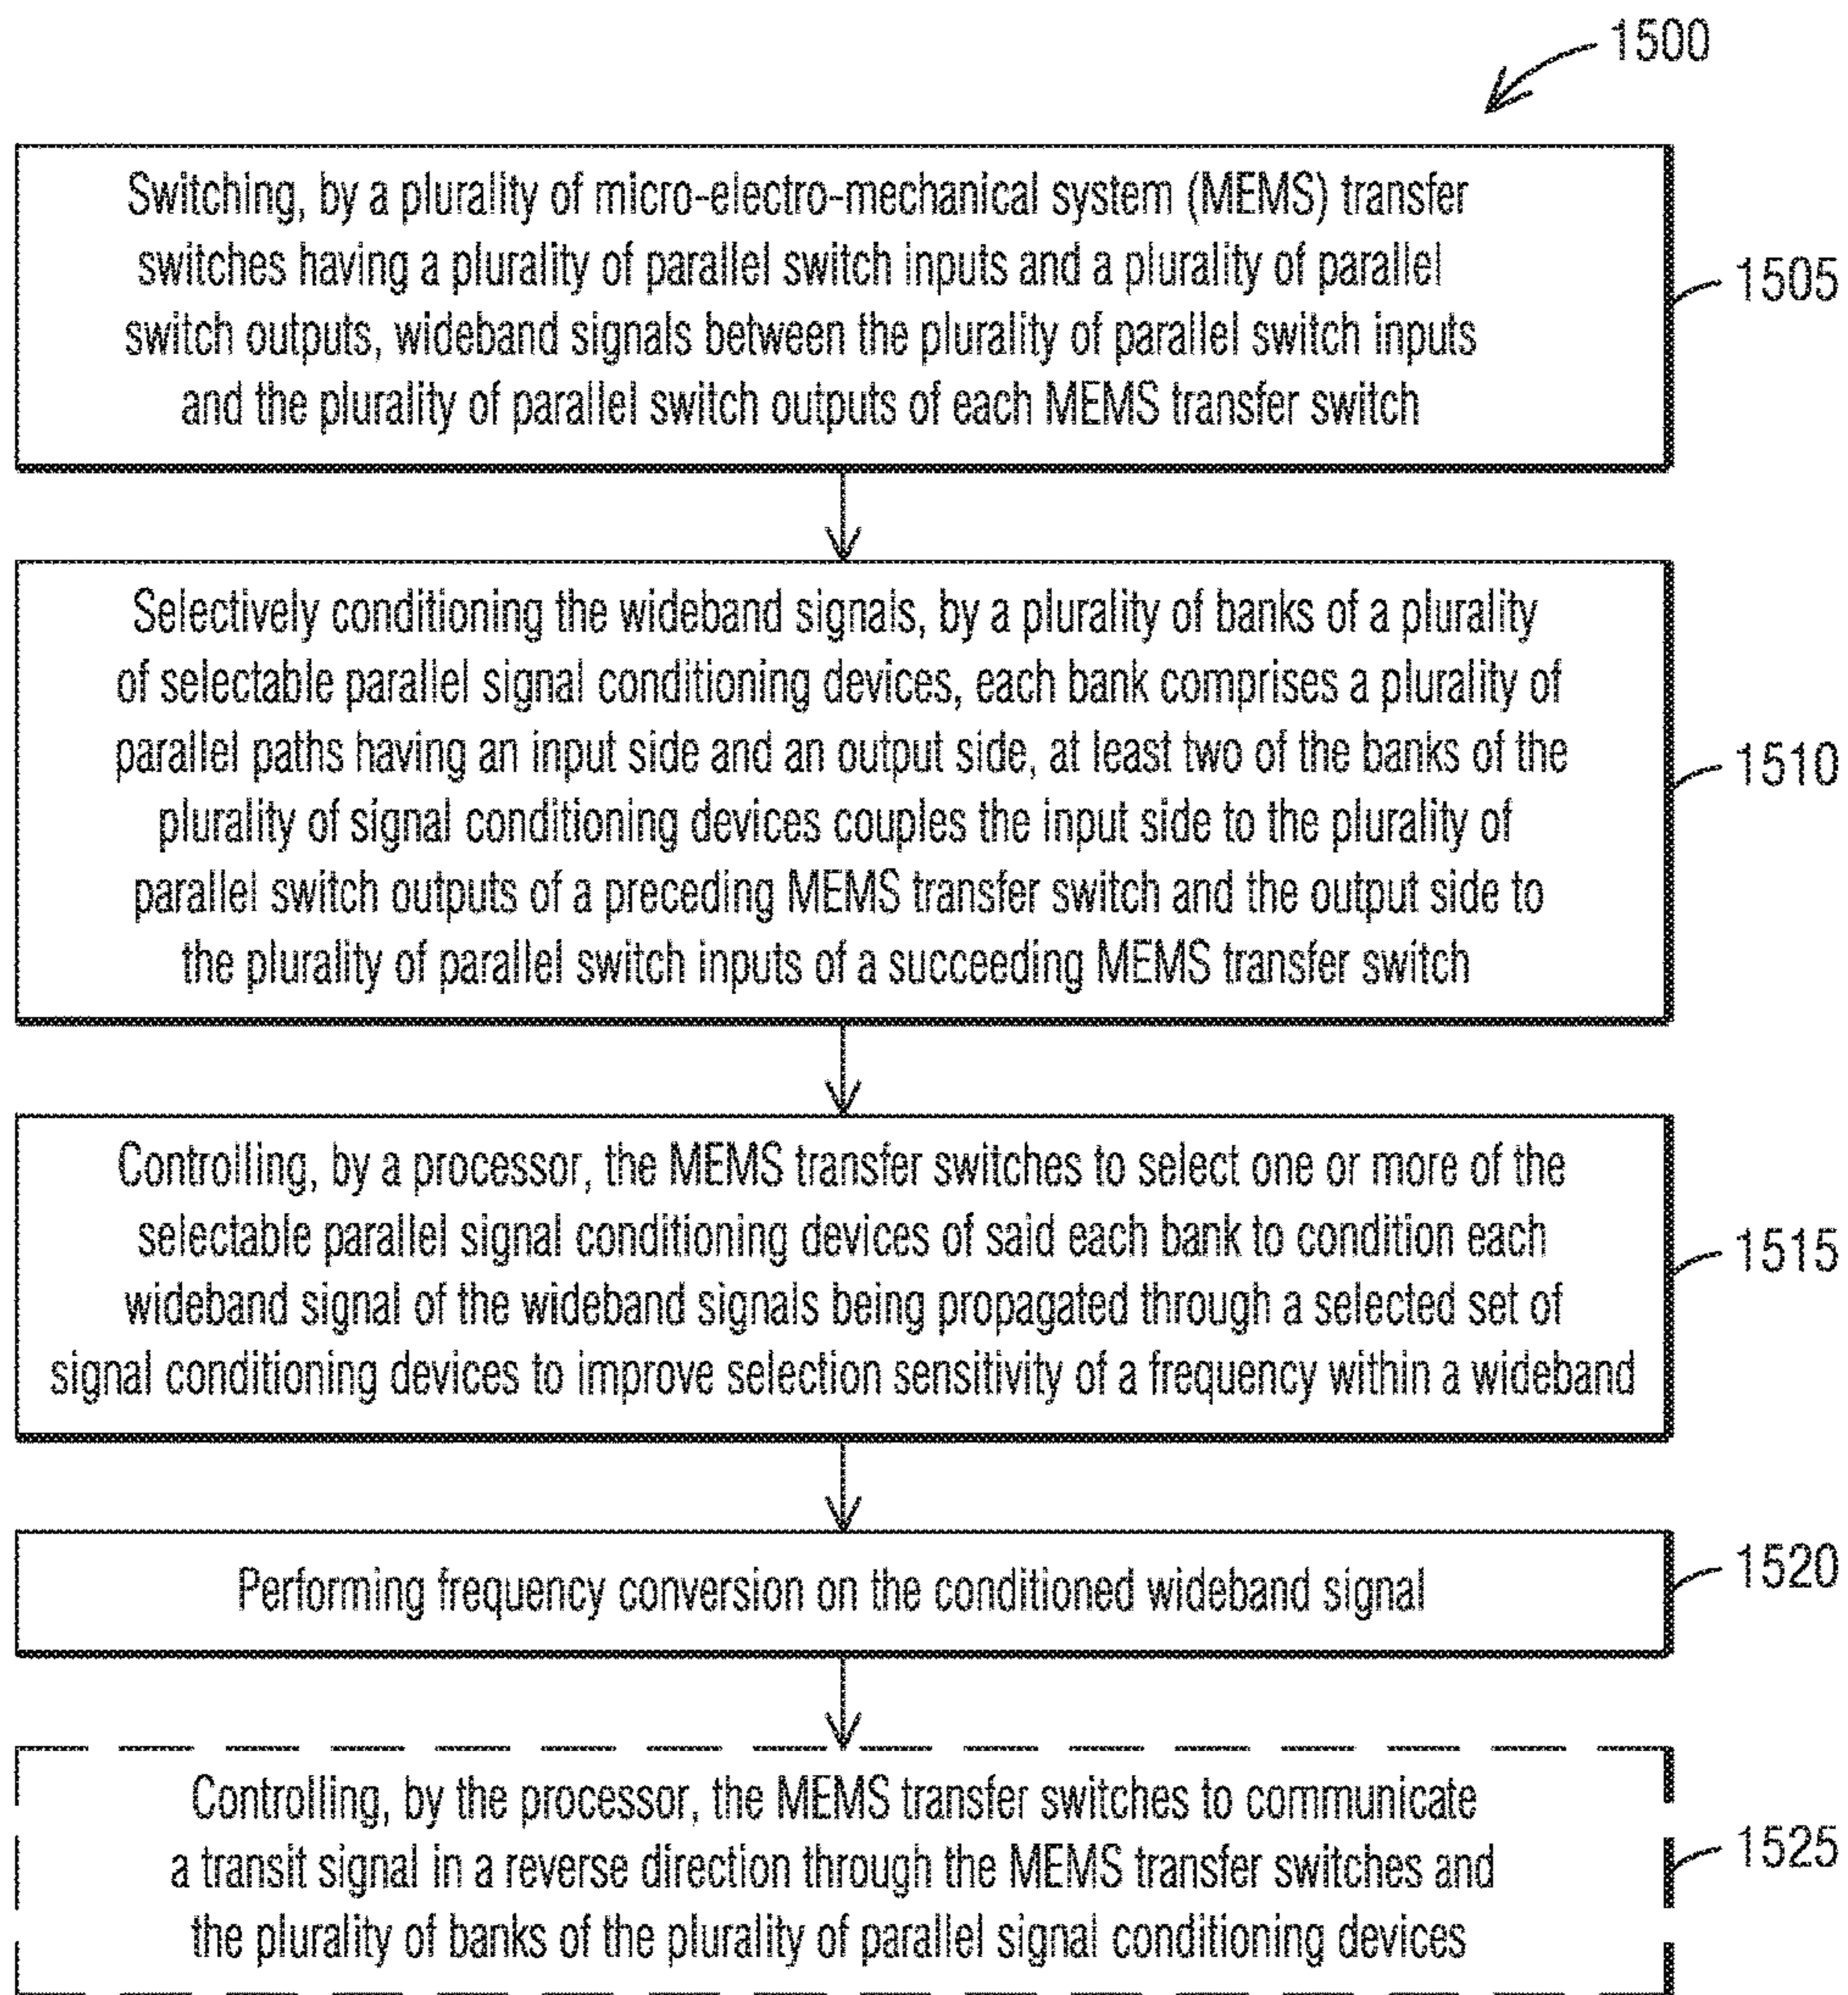 1500
Switching, by a plurality of micro-electro-mechanical system (MEMS) transfer
switches having a plurality of parallel switch inputs and a plurality of parallel
switch outputs, wideband signals between the plurality of parallel switch inputs
and the plurality of parallel switch outputs of each MEMS transfer switch
1505
Selectively conditioning the wideband signals, by a plurality of banks of a plurality
of selectable parallel signal conditioning devices, each bank comprises a plurality of
parallel paths having an input side and an output side, at least two of the banks of the
plurality of signal conditioning devices couples the input side to the plurality of
parallel switch outputs of a preceding MEMS transfer switch and the output side to
the plurality of parallel switch inputs of a succeeding MEMS transfer switch
1510
Controlling, by a processor, the MEMS transfer switches to select one or more of the
selectable parallel signal conditioning devices of said each bank to condition each
wideband signal of the wideband signals being propagated through a selected set of
signal conditioning devices to improve selection sensitivity of a frequency within a wideband
1515
Performing frequency conversion on the conditioned wideband signal
1520
Controlling, by the processor, the MEMS transfer switches to communicate
a transit signal in a reverse direction through the MEMS transfer switches and
the plurality of banks of the plurality of parallel signal conditioning devices
1525